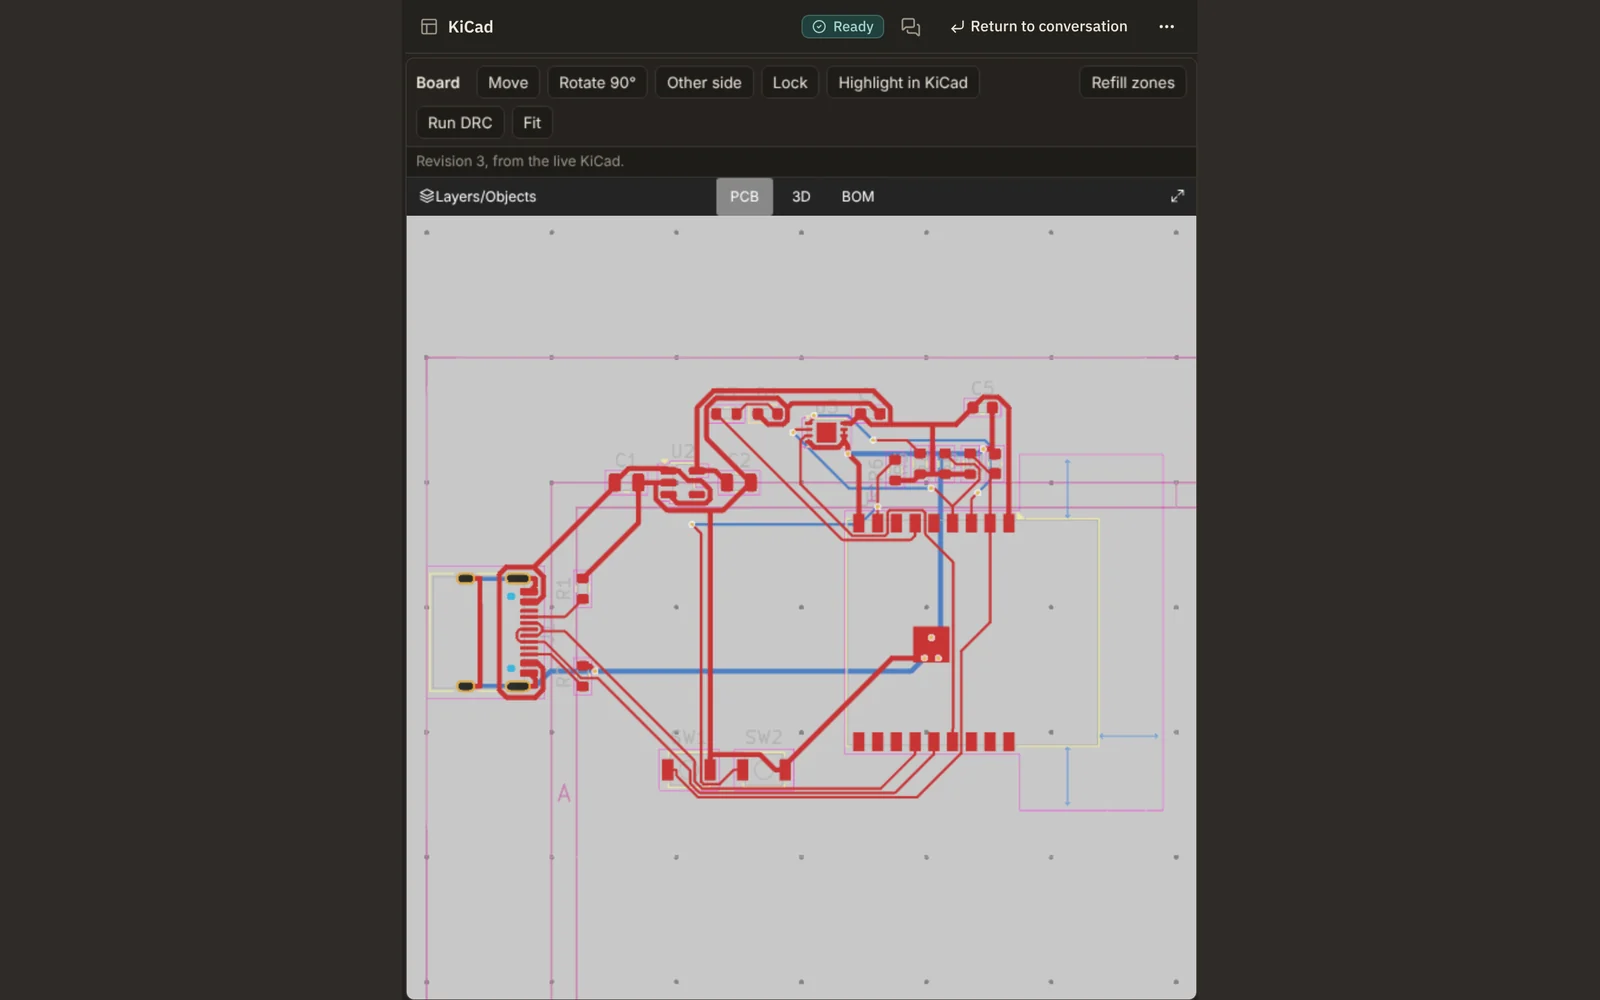 KiCad
Ready
Return to conversation
Board
Move
Rotate 90°
Other side
Lock
Highlight in KiCad
Refill zones
Run DRC
Fit
Revision 3, from the live KiCad.
Layers/Objects
PCB
3D
BOM
C5
U2
C1
C2
R1
SW1
SW2
A